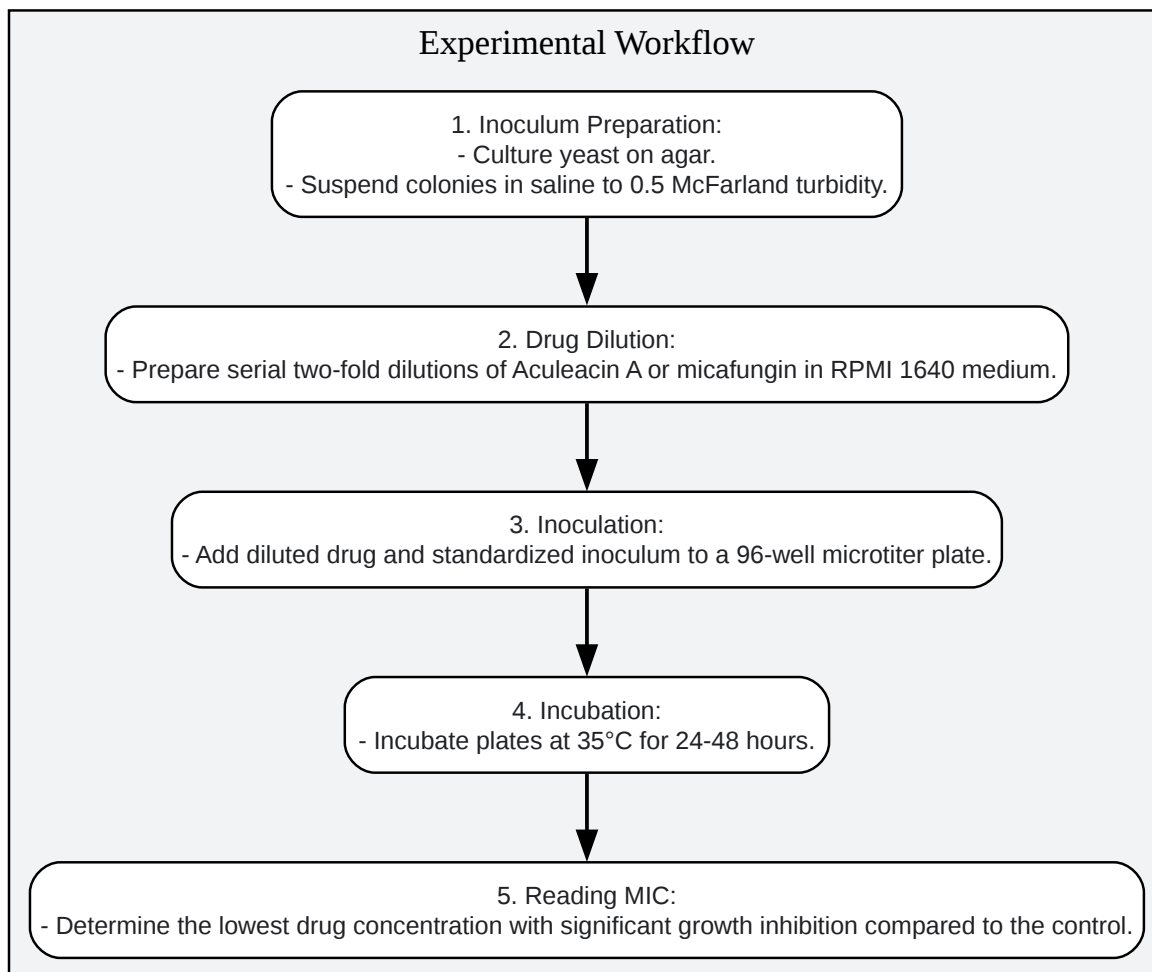 Experimental Workflow
1. Inoculum Preparation:
- Culture yeast on agar.
- Suspend colonies in saline to 0.5 McFarland turbidity.
2. Drug Dilution:
- Prepare serial two-fold dilutions of Aculeacin A or micafungin in RPMI 1640 medium.
3. Inoculation:
- Add diluted drug and standardized inoculum to a 96-well microtiter plate.
4. Incubation:
- Incubate plates at 35°C for 24-48 hours.
5. Reading MIC:
- Determine the lowest drug concentration with significant growth inhibition compared to the control.